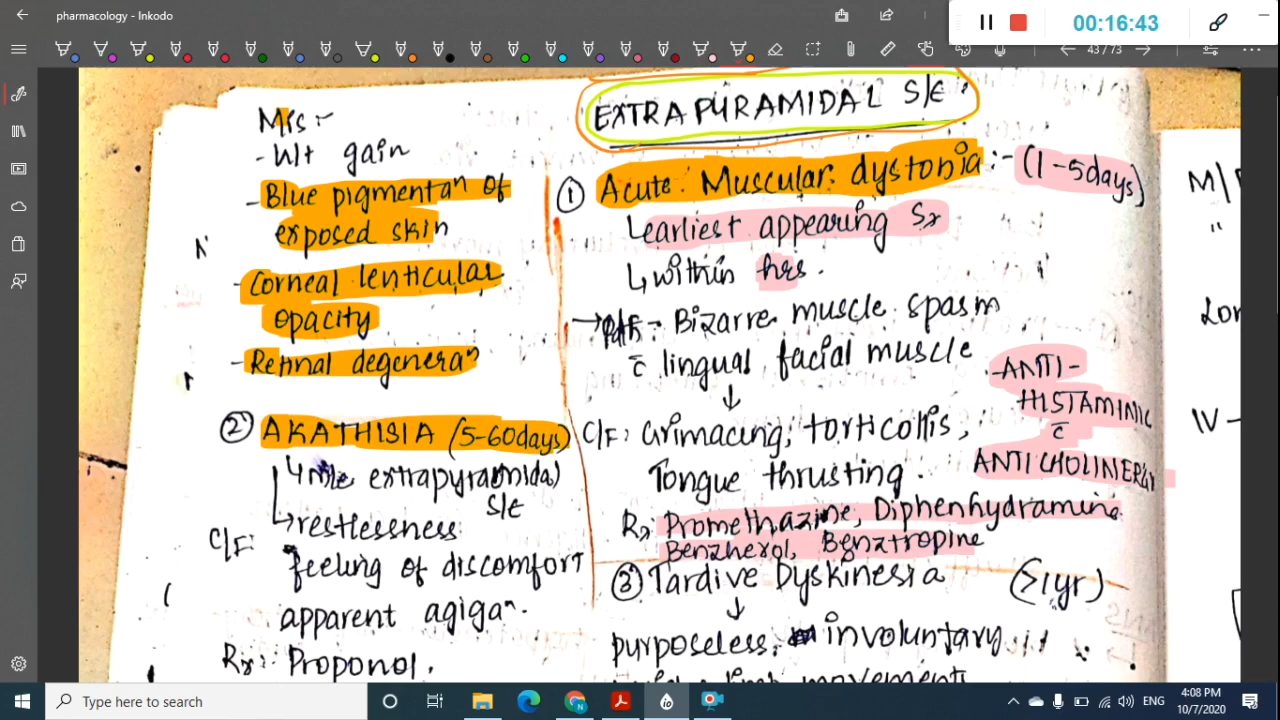 pharmacology - Inkodo
00:16:43
43 / 73
EXTRAPYRAMIDAL S/E
M/s :-
- Wt gain
- Blue pigmentaⁿ of
exposed skin
- Corneal lenticular
opacity
- Retinal degeneraⁿ
① Acute Muscular dystonia :- (1-5days)
earliest appearing Sx
within hrs.
Bizarre muscle spasm
c̄ lingual facial muscle
↓
C/F: Grimacing, torticollis,
Tongue thrusting.
- ANTI-
HISTAMINIC
c̄
ANTICHOLINERGI
Rx: Promethazine, Diphenhydramine
Benzhexol, Benztropine
② AKATHISIA (5-60days)
extrapyramidal
S/E
C/F: restlessness
feeling of discomfort
apparent agigaⁿ.
Rx: Proponol.
③ Tardive Dyskinesia (>1yr)
↓
purposeless, involuntary
movement
M/
"
Lon
IV -
Type here to search
ENG
4:08 PM
10/7/2020